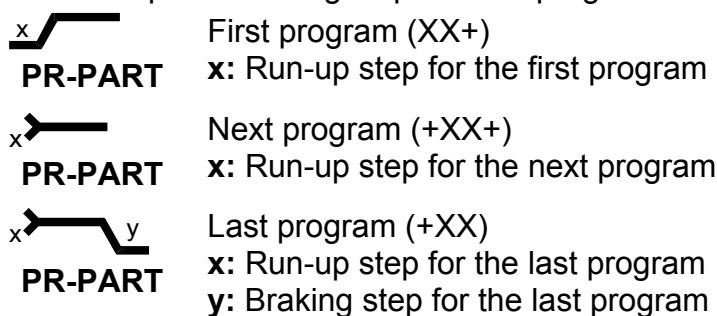 x
First program (XX+)
PR-PART
x: Run-up step for the first program
x
Next program (+XX+)
PR-PART
x: Run-up step for the next program
x y
Last program (+XX)
PR-PART
x: Run-up step for the last program
y: Braking step for the last program